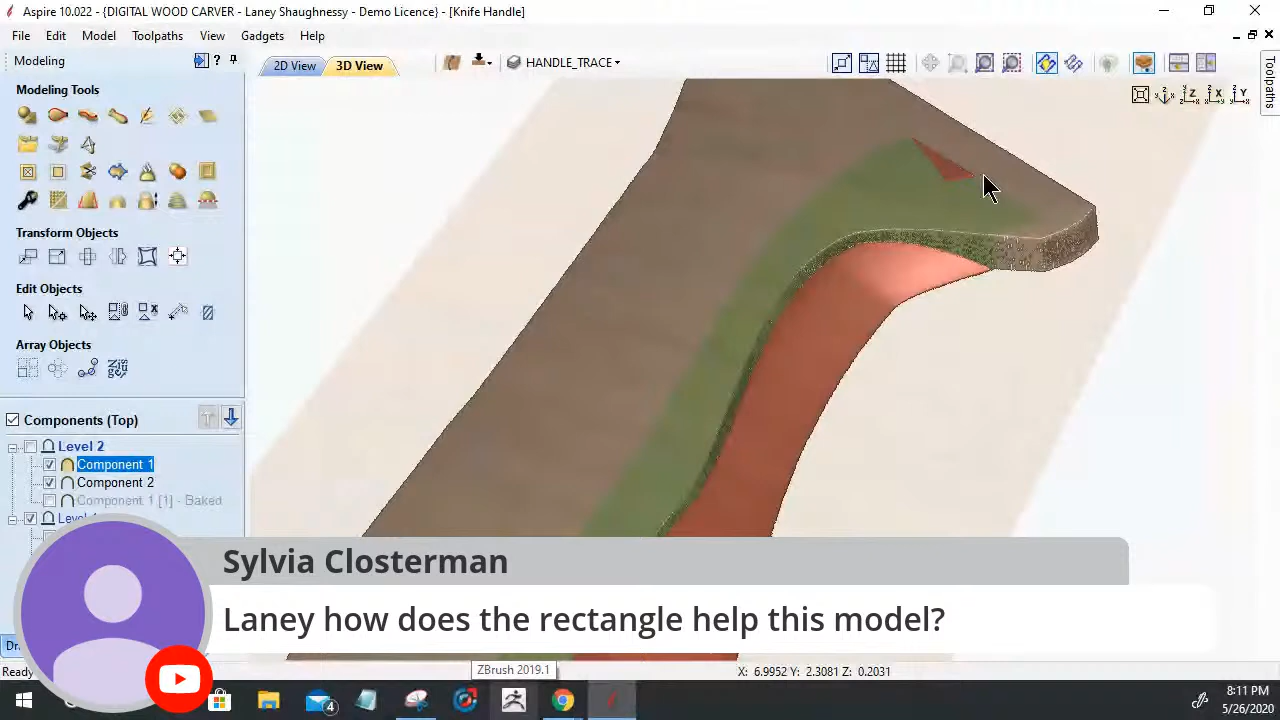 Aspire 10.022 - {DIGITAL WOOD CARVER - Laney Shaughnessy - Demo Licence} - [Knife Handle]
File Edit Model Toolpaths View Gadgets Help
Modeling
2D View 3D View HANDLE_TRACE
Toolpaths
Modeling Tools
Transform Objects
Edit Objects
Array Objects
Components (Top)
Level 2
Component 1
Component 2
Component 1 [1] - Baked
Sylvia Closterman
Laney how does the rectangle help this model?
ZBrush 2019.1
X: 6.9952 Y: 2.3081 Z: 0.2031
4
8:11 PM
5/26/2020